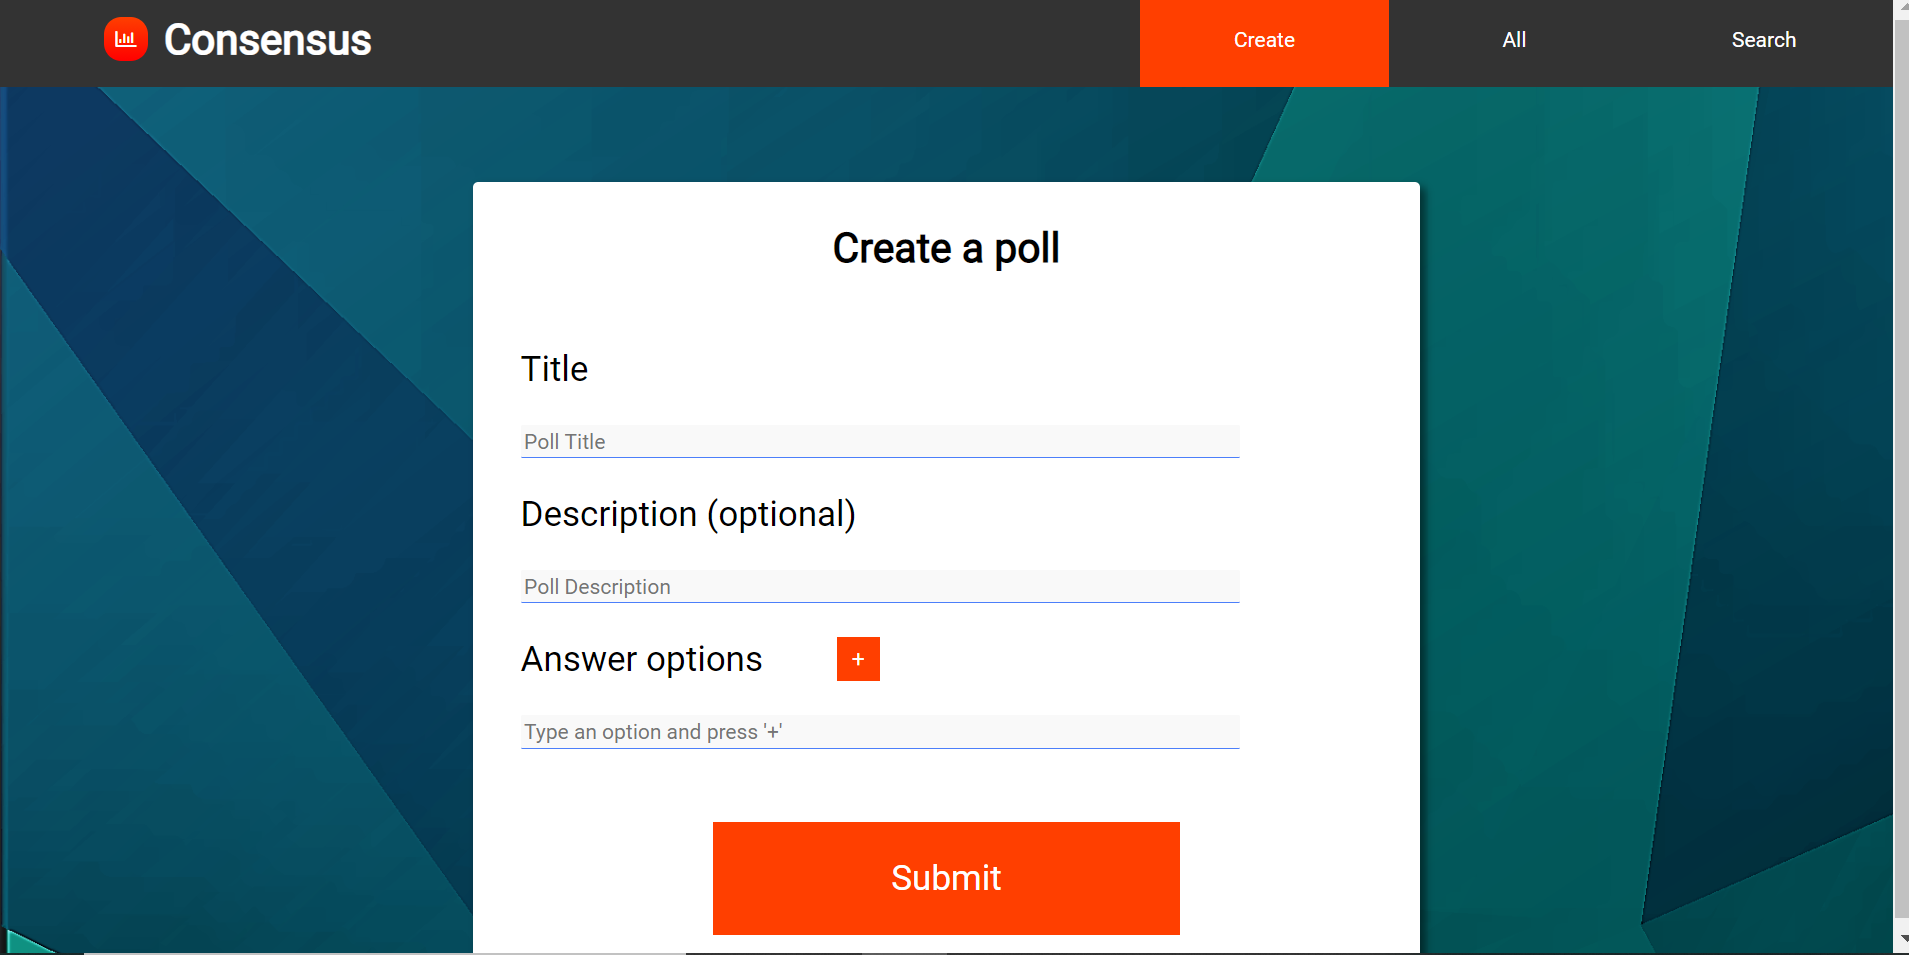 Consensus
Create
All
Search
Create a poll
Title
Poll Title
Description (optional)
Poll Description
Answer options
+
Type an option and press '+'
Submit